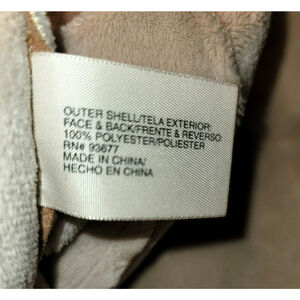 OUTER SHELL/TELA EXTERIOR:
FACE & BACK/FRENTE & REVERSO:
100% POLYESTER/POLIESTER
RN# 93677
MADE IN CHINA/
HECHO EN CHINA